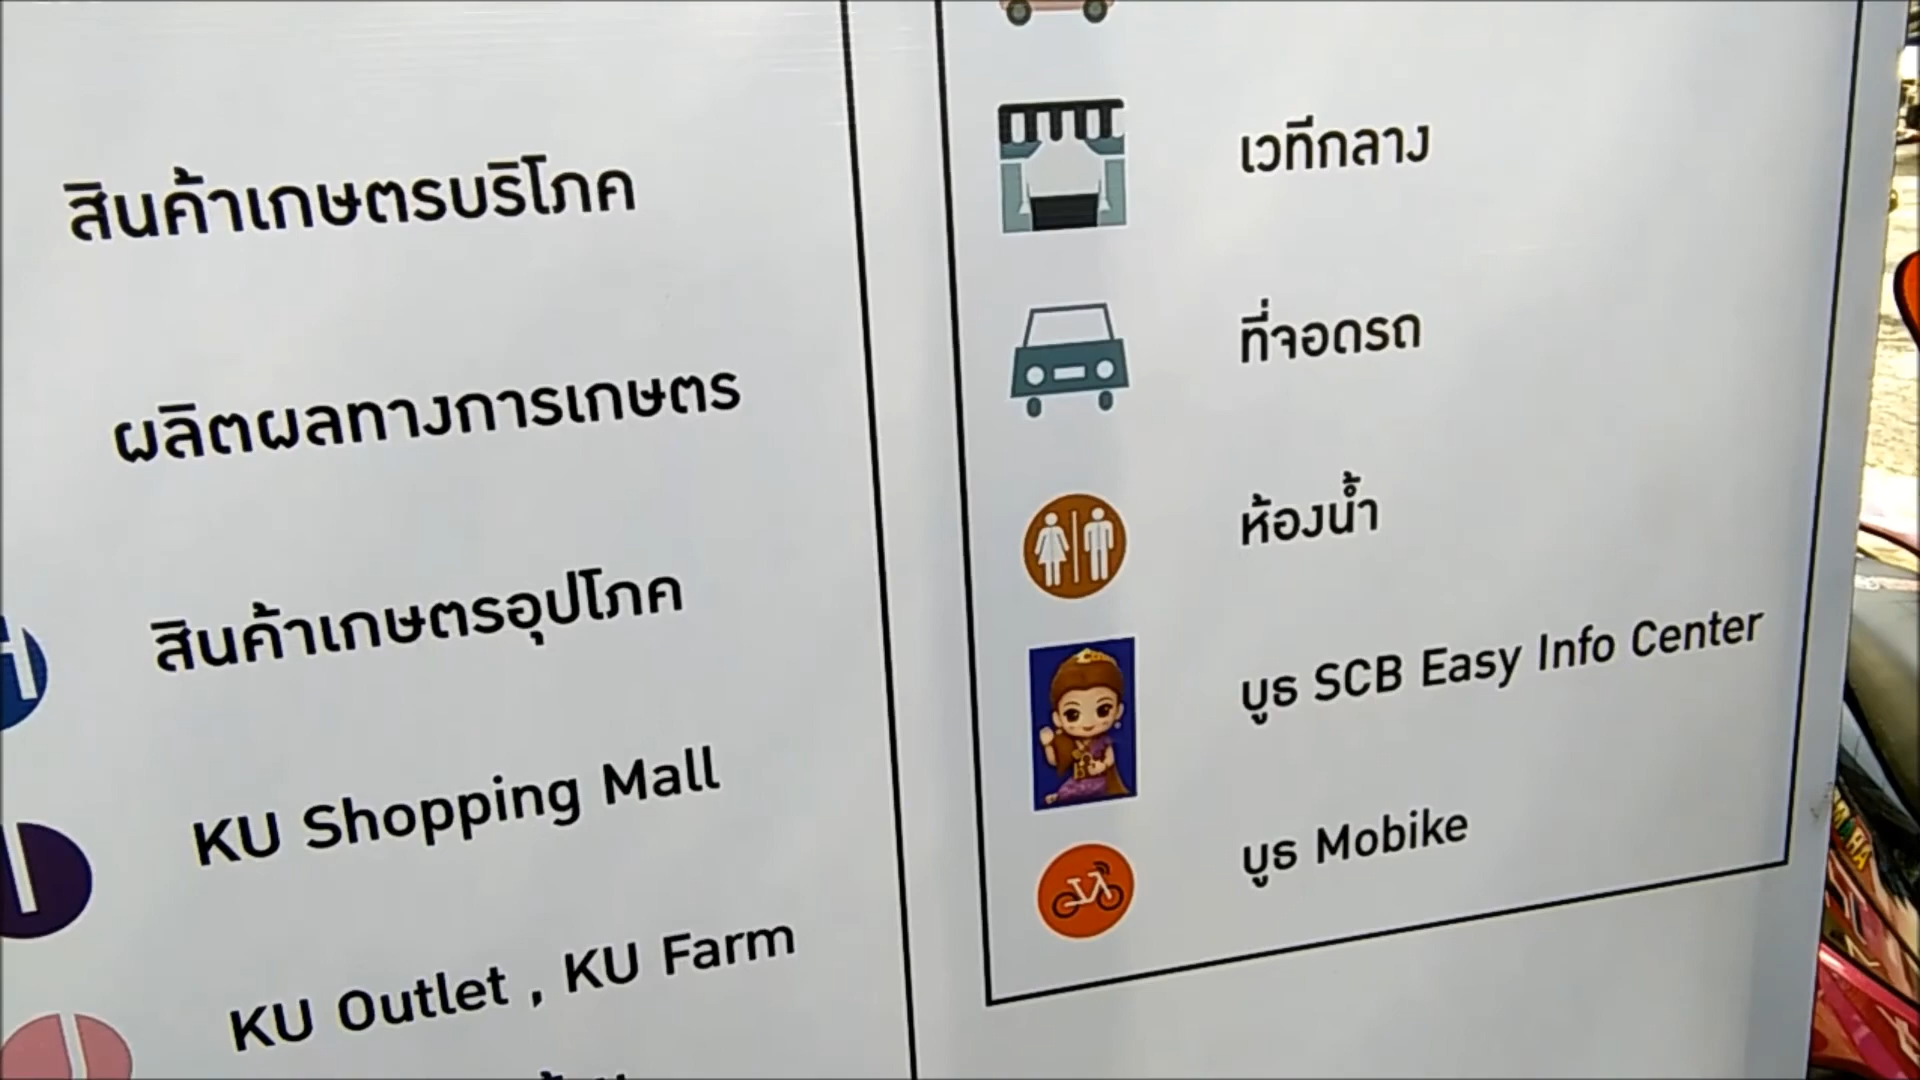 สินค้าเกษตรบริโภค
ผลิตผลทางการเกษตร
สินค้าเกษตรอุปโภค
KU Shopping Mall
KU Outlet , KU Farm
เวทีกลาง
ที่จอดรถ
ห้องน้ำ
บูธ SCB Easy Info Center
บูธ Mobike